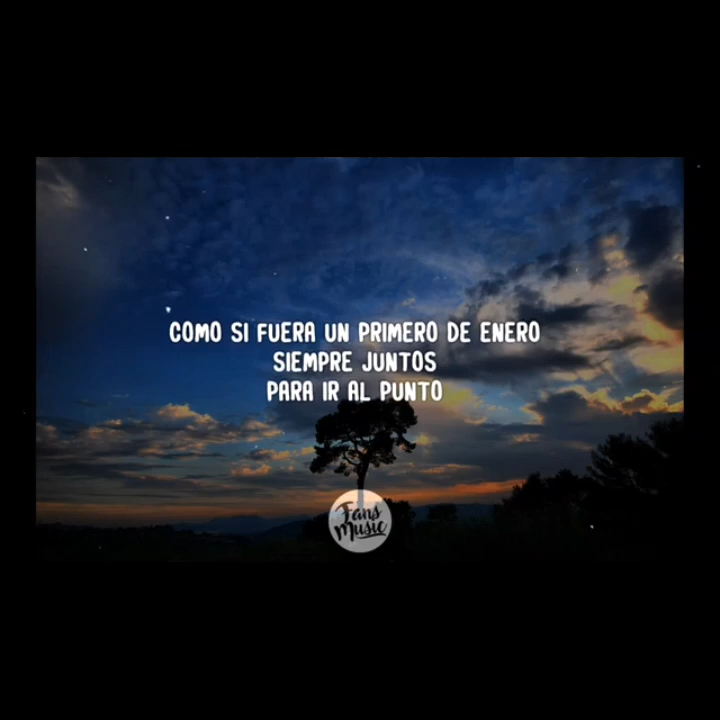 COMO SI FUERA UN PRIMERO DE ENERO
SIEMPRE JUNTOS
PARA IR AL PUNTO
Fans
Music